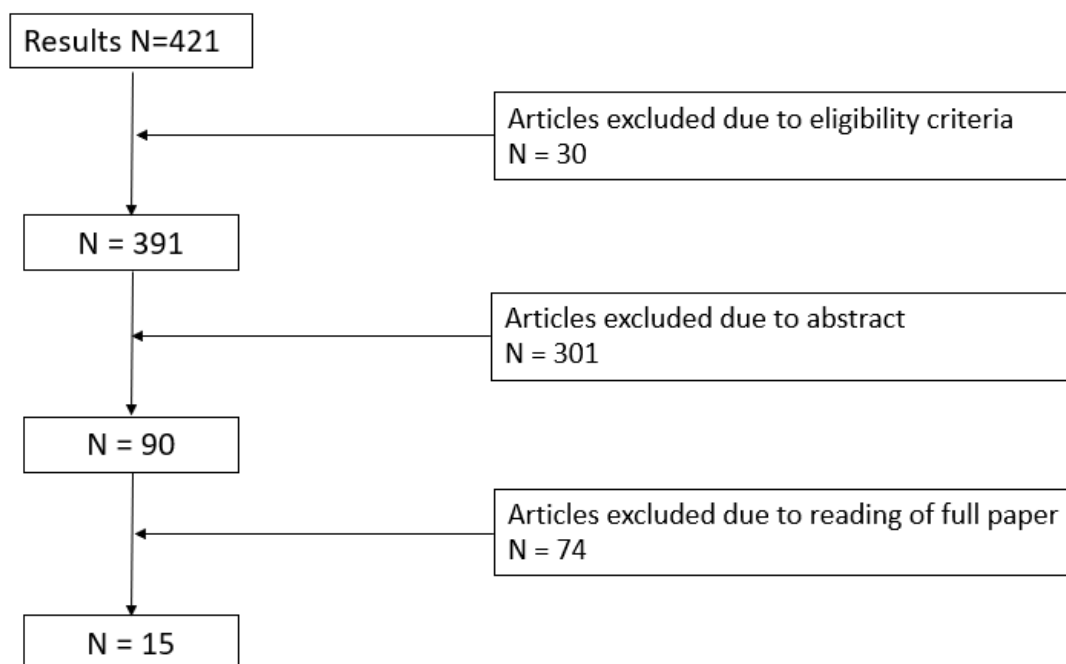 Results N=421
Articles excluded due to eligibility criteria
N = 30
N = 391
Articles excluded due to abstract
N = 301
N = 90
Articles excluded due to reading of full paper
N = 74
N = 15